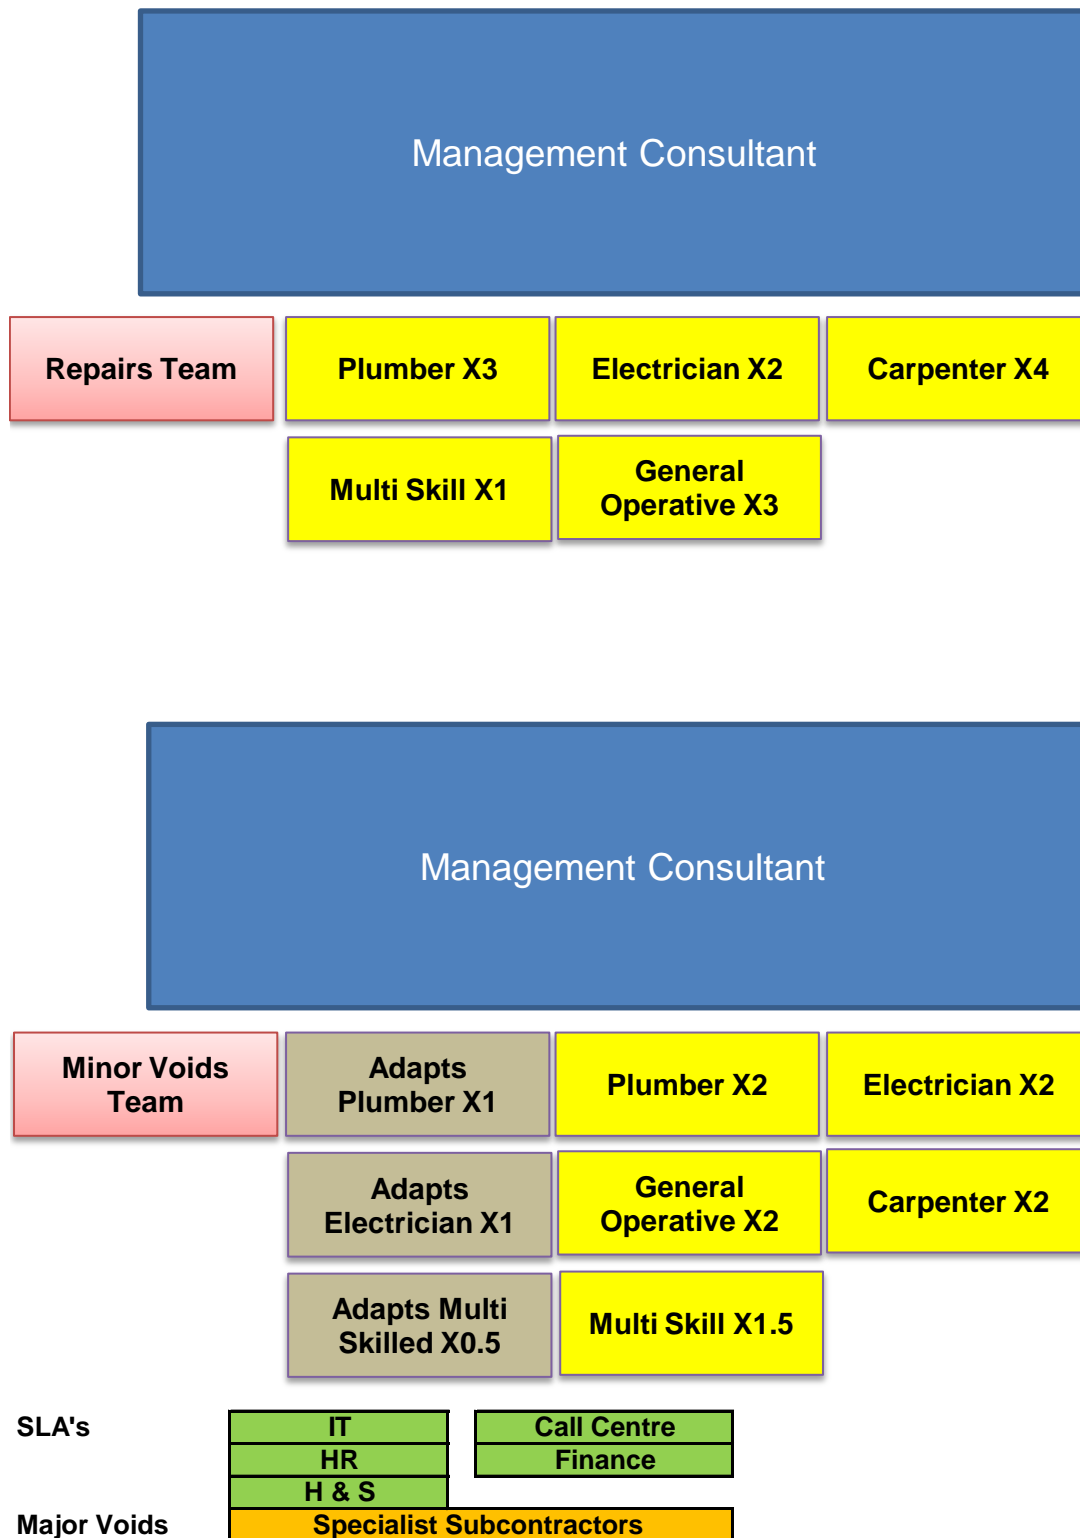 Management Consultant
Repairs Team
Plumber X3
Electrician X2
Carpenter X4
Multi Skill X1
General
Operative X3
Management Consultant
Minor Voids
Team
Adapts
Plumber X1
Plumber X2
Electrician X2
Adapts
Electrician X1
General
Operative X2
Carpenter X2
Adapts Multi
Skilled X0.5
Multi Skill X1.5
SLA's
IT
Call Centre
HR
Finance
H & S
Major Voids
Specialist Subcontractors